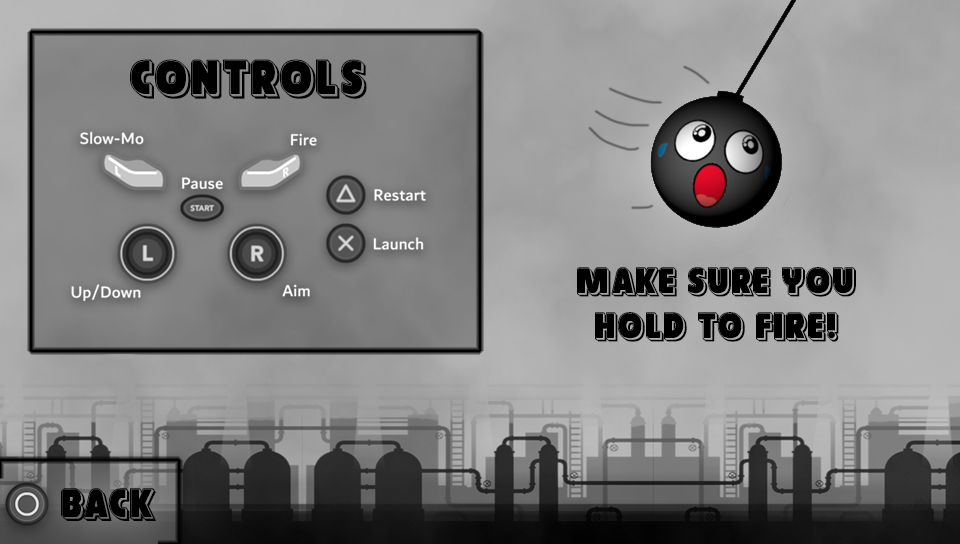 CONTROLS
Slow-Mo
Fire
L
R
Pause
START
Restart
L
R
Launch
Up/Down
Aim
MAKE SURE YOU
HOLD TO FIRE!
BACK